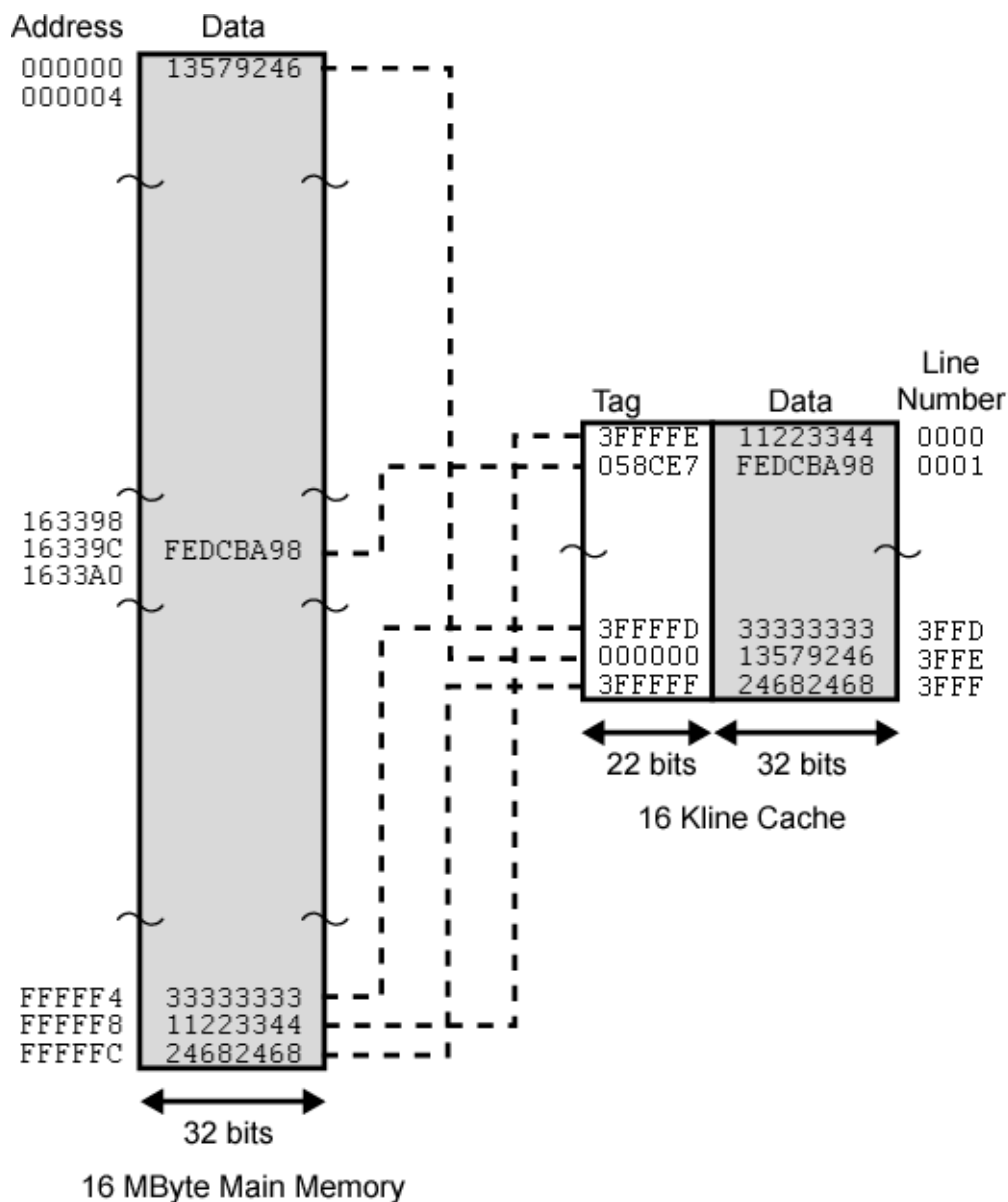 Address Data
000000 13579246
000004
163398
16339C FEDCBA98
1633A0
FFFFF4 33333333
FFFFF8 11223344
FFFFFC 24682468
32 bits
16 MByte Main Memory
Line
Tag Data Number
3FFFFE 11223344 0000
058CE7 FEDCBA98 0001
3FFFFD 33333333 3FFD
000000 13579246 3FFE
3FFFFF 24682468 3FFF
22 bits 32 bits
16 Kline Cache